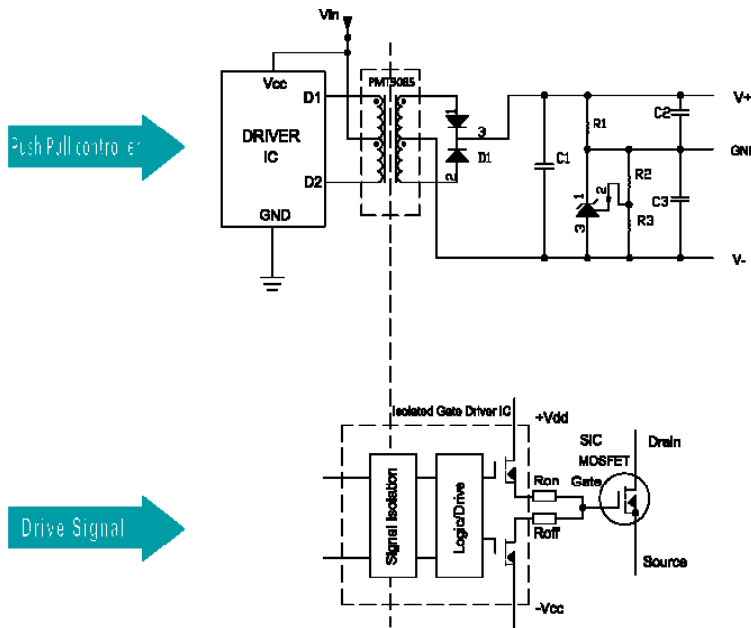 Vin
Vcc
D1
DRIVER
IC
D2
GND
Push Pull controller
1
3
D1
2
C1
R1
C2
V+
GND
1
2
3
R2
R3
C3
V-
Isolated Gate Driver IC
Signal Isolation
Logic/Drive
+Vdd
-Vcc
Ron
Roff
SIC
MOSFET
Gate
Drain
Source
Drive Signal